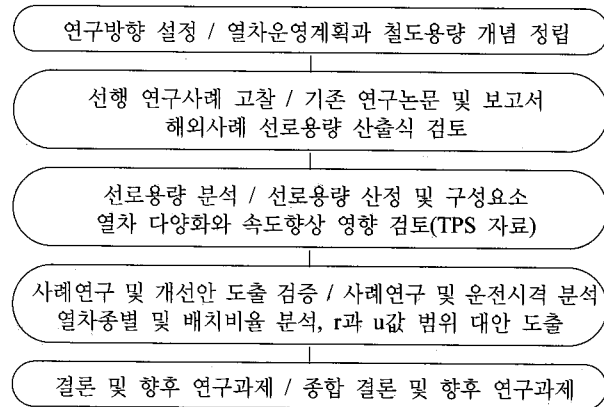 연구방향 설정 / 열차운영계획과 철도용량 개념 정립
선행 연구사례 고찰 / 기존 연구논문 및 보고서
해외사례 선로용량 산출식 검토
선로용량 분석 / 선로용량 산정 및 구성요소
열차 다양화와 속도향상 영향 검토(TPS 자료)
사례연구 및 개선안 도출 검증 / 사례연구 및 운전시격 분석
열차종별 및 배치비율 분석, r과 u값 범위 대안 도출
결론 및 향후 연구과제 / 종합 결론 및 향후 연구과제